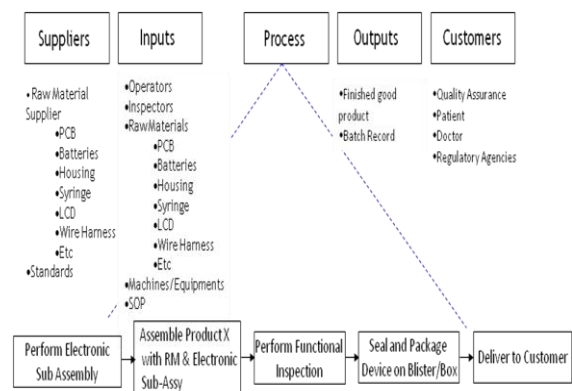 Suppliers
Inputs
Process
Outputs
Customers
•Raw Material
Supplier
•PCB
•Batteries
•Housing
•Syringe
•LCD
•Wire Harness
•Etc
•Standards
•Operators
•Inspectors
•RawMaterials
•PCB
•Batteries
•Housing
•Syringe
•LCD
•Wire Harness
•Etc
•Machines/Equipments
•SOP
•Finished good
product
•Batch Record
•Quality Assurance
•Patient
•Doctor
•Regulatory Agencies
Perform Electronic
Sub Assembly
Assemble Product X
with RM & Electronic
Sub-Assy
Perform Functional
Inspection
Seal and Package
Device on Blister/Box
Deliver to Customer